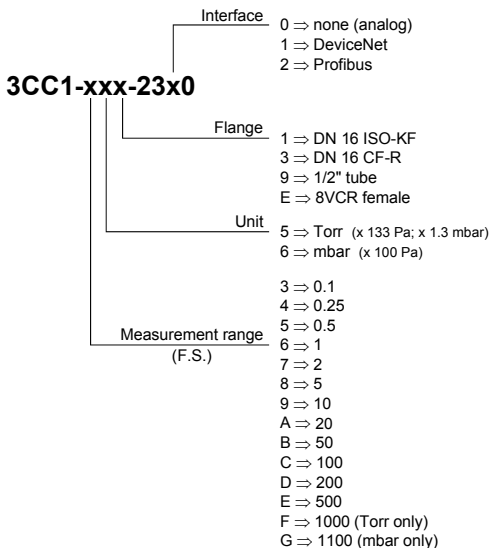 Interface
0 ⇒ none (analog)
1 ⇒ DeviceNet
2 ⇒ Profibus
3CC1-xxx-23x0
Flange
1 ⇒ DN 16 ISO-KF
3 ⇒ DN 16 CF-R
9 ⇒ 1/2" tube
E ⇒ 8VCR female
Unit
5 ⇒ Torr (x 133 Pa; x 1.3 mbar)
6 ⇒ mbar (x 100 Pa)
Measurement range
(F.S.)
3 ⇒ 0.1
4 ⇒ 0.25
5 ⇒ 0.5
6 ⇒ 1
7 ⇒ 2
8 ⇒ 5
9 ⇒ 10
A ⇒ 20
B ⇒ 50
C ⇒ 100
D ⇒ 200
E ⇒ 500
F ⇒ 1000 (Torr only)
G ⇒ 1100 (mbar only)